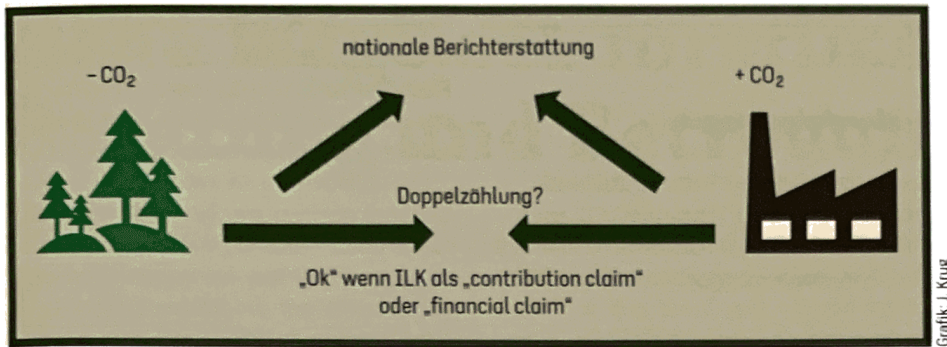 nationale Berichterstattung
– CO₂
+ CO₂
Doppelzählung?
„Ok“ wenn ILK als „contribution claim“
oder „financial claim“
Grafik: J. Krug